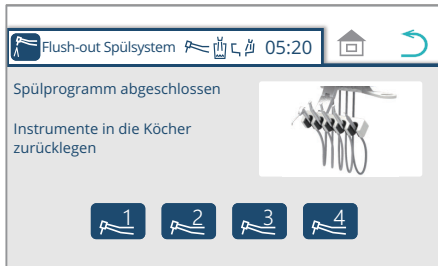 Flush-out Spülsystem 05:20
Spülprogramm abgeschlossen
Instrumente in die Köcher
zurücklegen
1 2 3 4